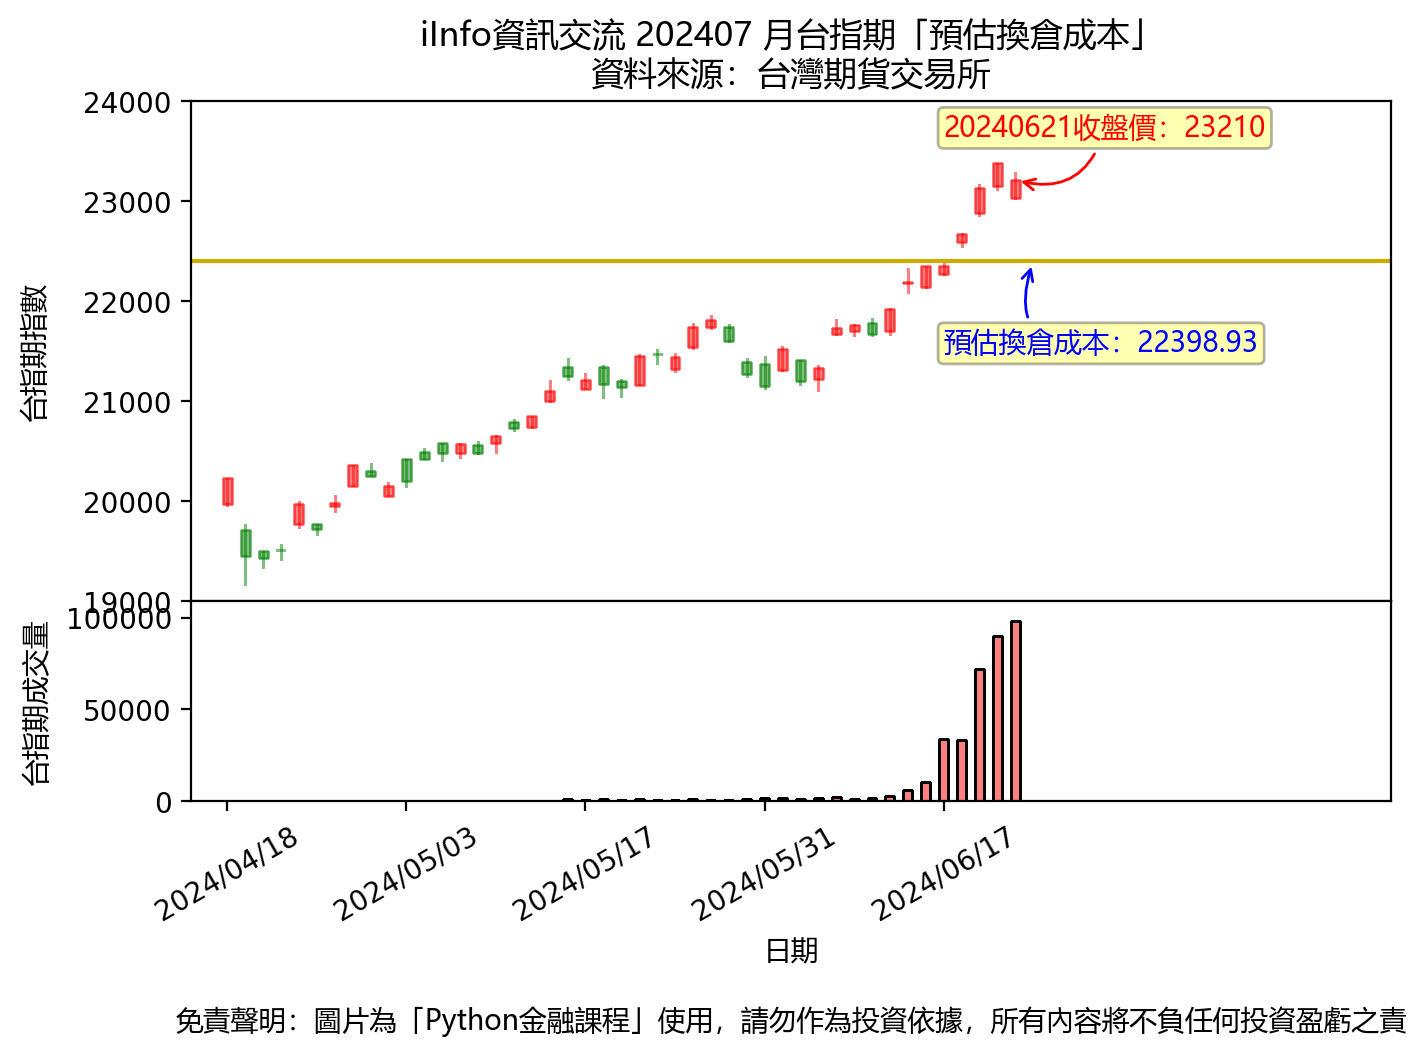 iInfo資訊交流 202407 月台指期「預估換倉成本」
資料來源：台灣期貨交易所
24000
23000
22000
21000
20000
19000
台指期指數
20240621收盤價：23210
預估換倉成本：22398.93
100000
50000
0
台指期成交量
2024/04/18
2024/05/03
2024/05/17
2024/05/31
2024/06/17
日期
免責聲明：圖片為「Python金融課程」使用，請勿作為投資依據，所有內容將不負任何投資盈虧之責